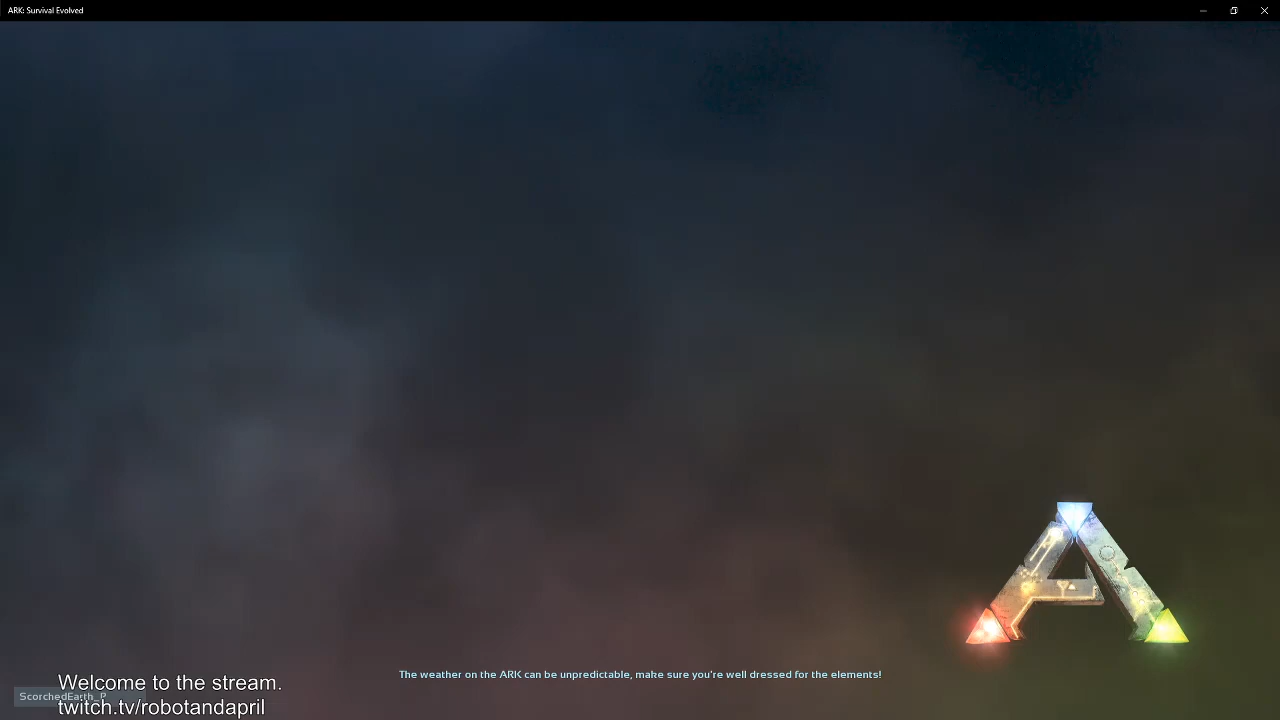 ARK: Survival Evolved
The weather on the ARK can be unpredictable, make sure you're well dressed for the elements!
Welcome to the stream.
ScorchedEarth_P
twitch.tv/robotandapril